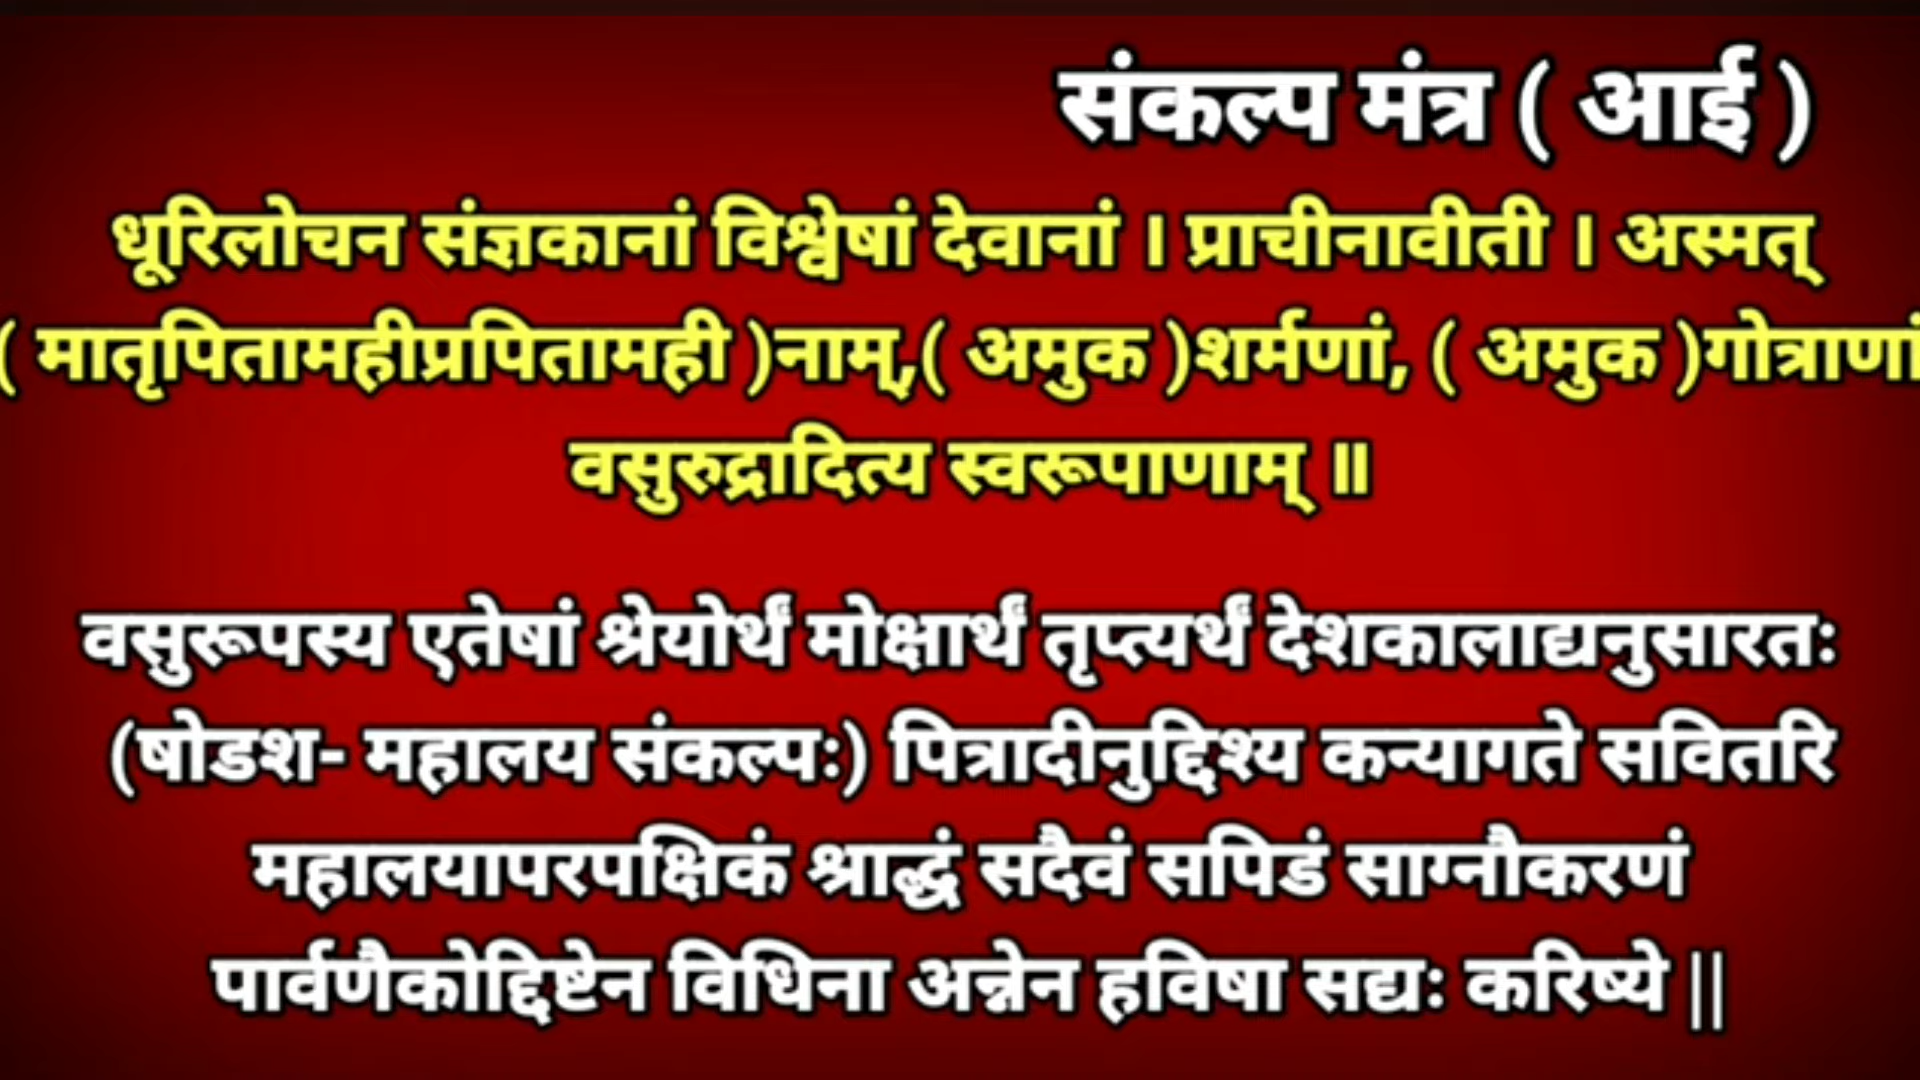 संकल्प मंत्र ( आई )
धूरिलोचन संज्ञकानां विश्वेषां देवानां । प्राचीनावीती । अस्मत्
( मातृपितामहीप्रपितामही )नाम्,( अमुक )शर्मणां, ( अमुक )गोत्राणां
वसुरुद्रादित्य स्वरूपाणाम् ॥
वसुरूपस्य एतेषां श्रेयोर्थं मोक्षार्थं तृप्त्यर्थं देशकालाद्यनुसारतः
(षोडश- महालय संकल्पः) पित्रादीनुद्दिश्य कन्यागते सवितरि
महालयापरपक्षिकं श्राद्धं सदैवं सपिडं साग्नौकरणं
पार्वणैकोद्दिष्टेन विधिना अन्नेन हविषा सद्यः करिष्ये ||